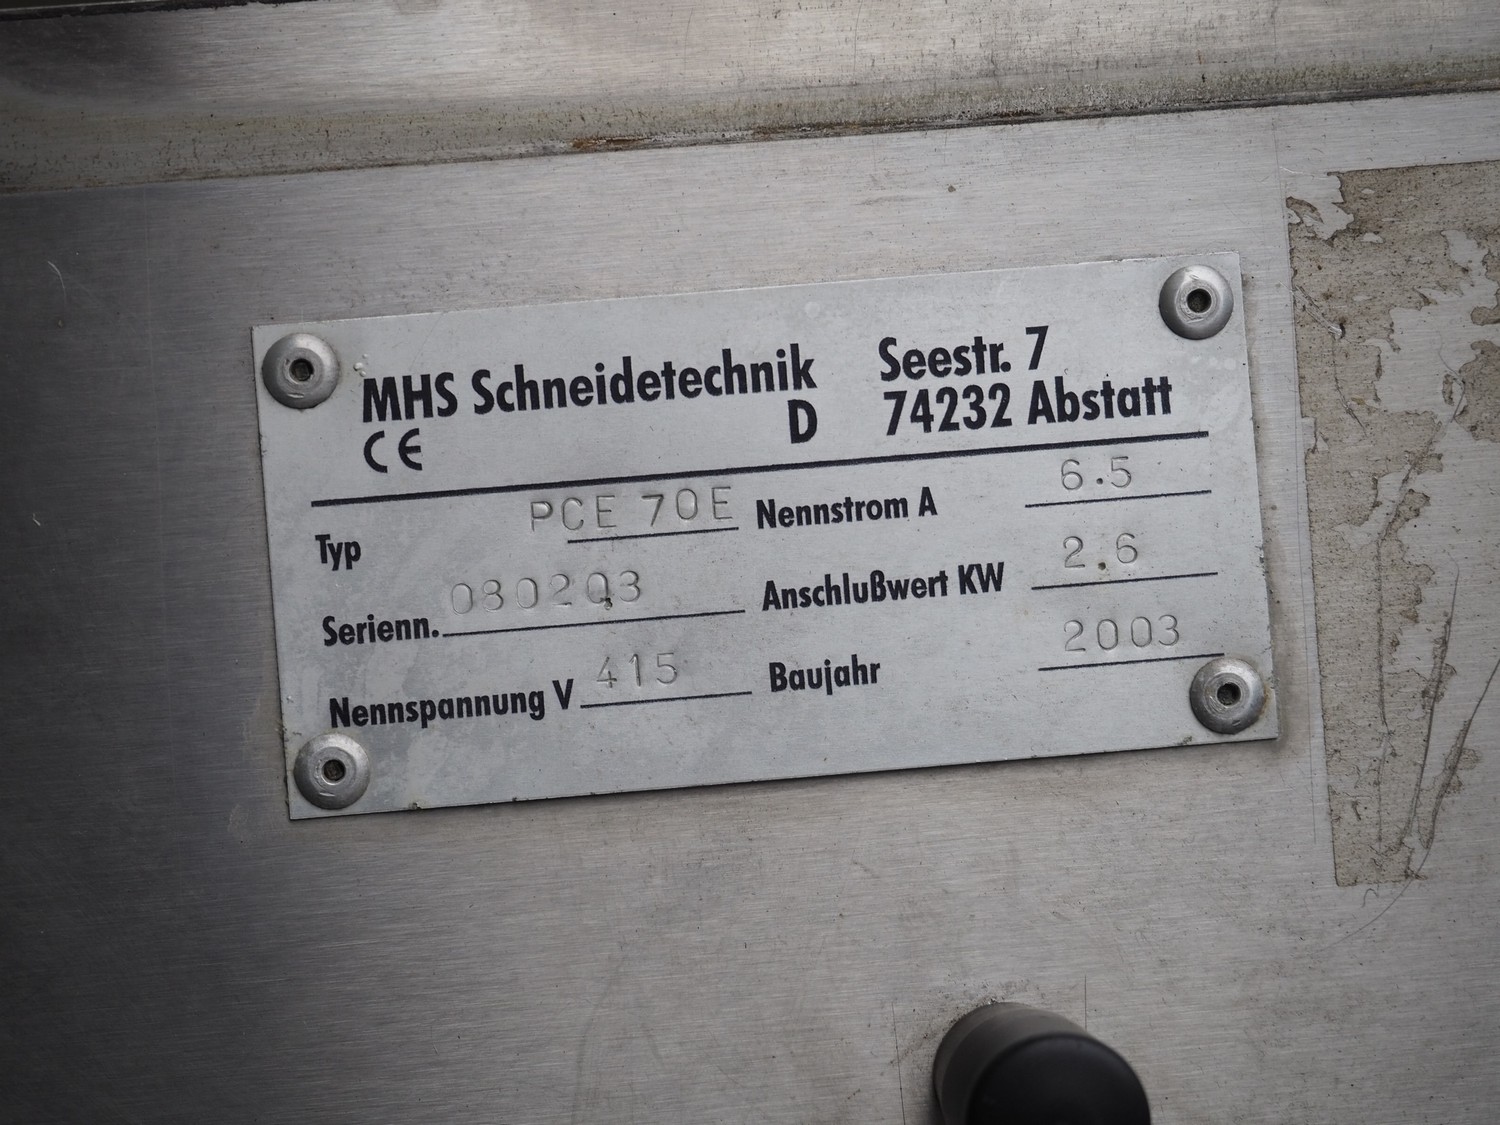 MHS Schneidetechnik Seestr. 7
CE D 74232 Abstatt
Typ PCE 70E Nennstrom A 6.5
Serienn. 080203 Anschlußwert KW 2.6
Nennspannung V 415 Baujahr 2003